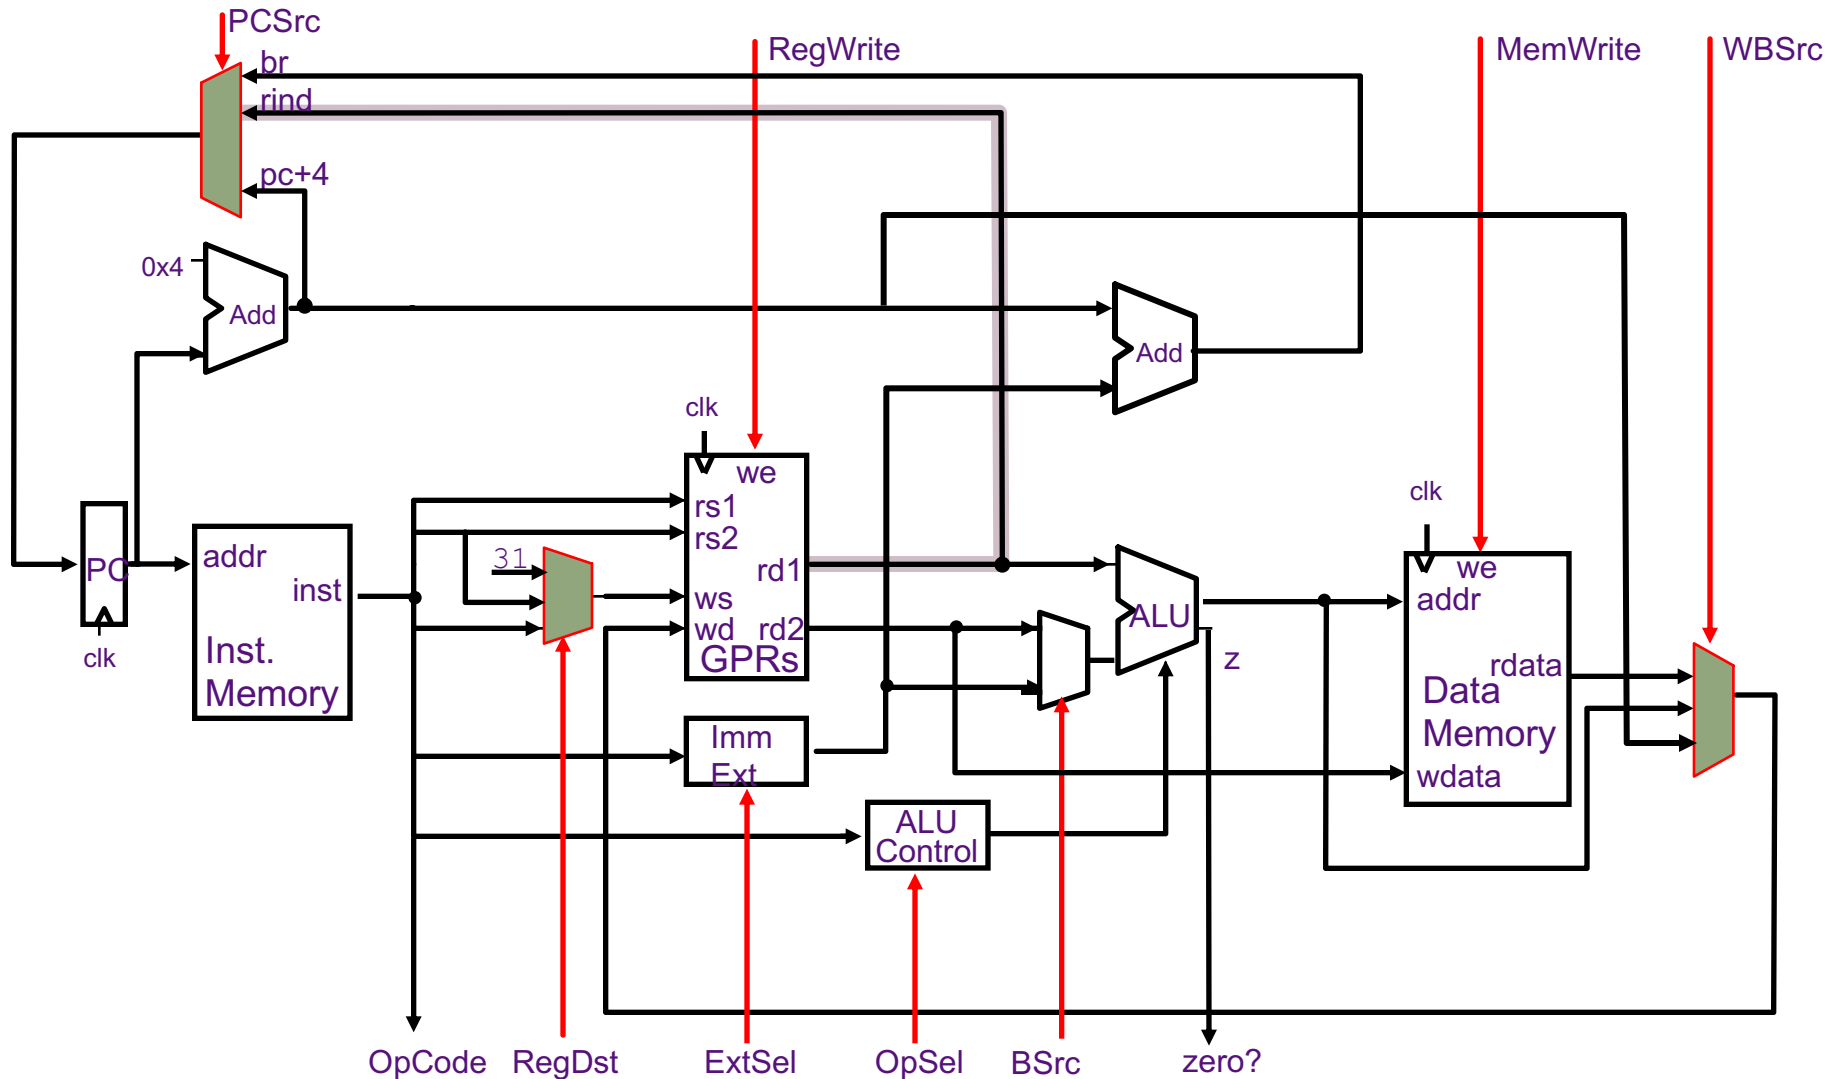 PCSrc
br
RegWrite
MemWrite
WBSrc
rind
pc+4
0x4
Add
Add
clk
we
clk
rs1
rs2
PC
addr
31
rd1
we
inst
ws
addr
ALU
wd
rd2
clk
Inst.
GPRs
z
rdata
Memory
Data
Imm
Memory
Ext
wdata
ALU
Control
OpCode
RegDst
ExtSel
OpSel
BSrc
zero?